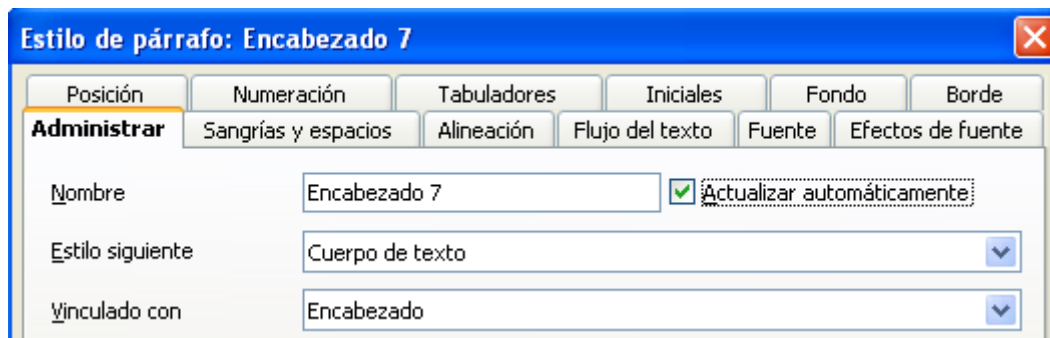 Estilo de párrafo: Encabezado 7
Posición Numeración Tabuladores Iniciales Fondo Borde
Administrar Sangrías y espacios Alineación Flujo del texto Fuente Efectos de fuente
Nombre Encabezado 7 Actualizar automáticamente
Estilo siguiente Cuerpo de texto
Vinculado con Encabezado